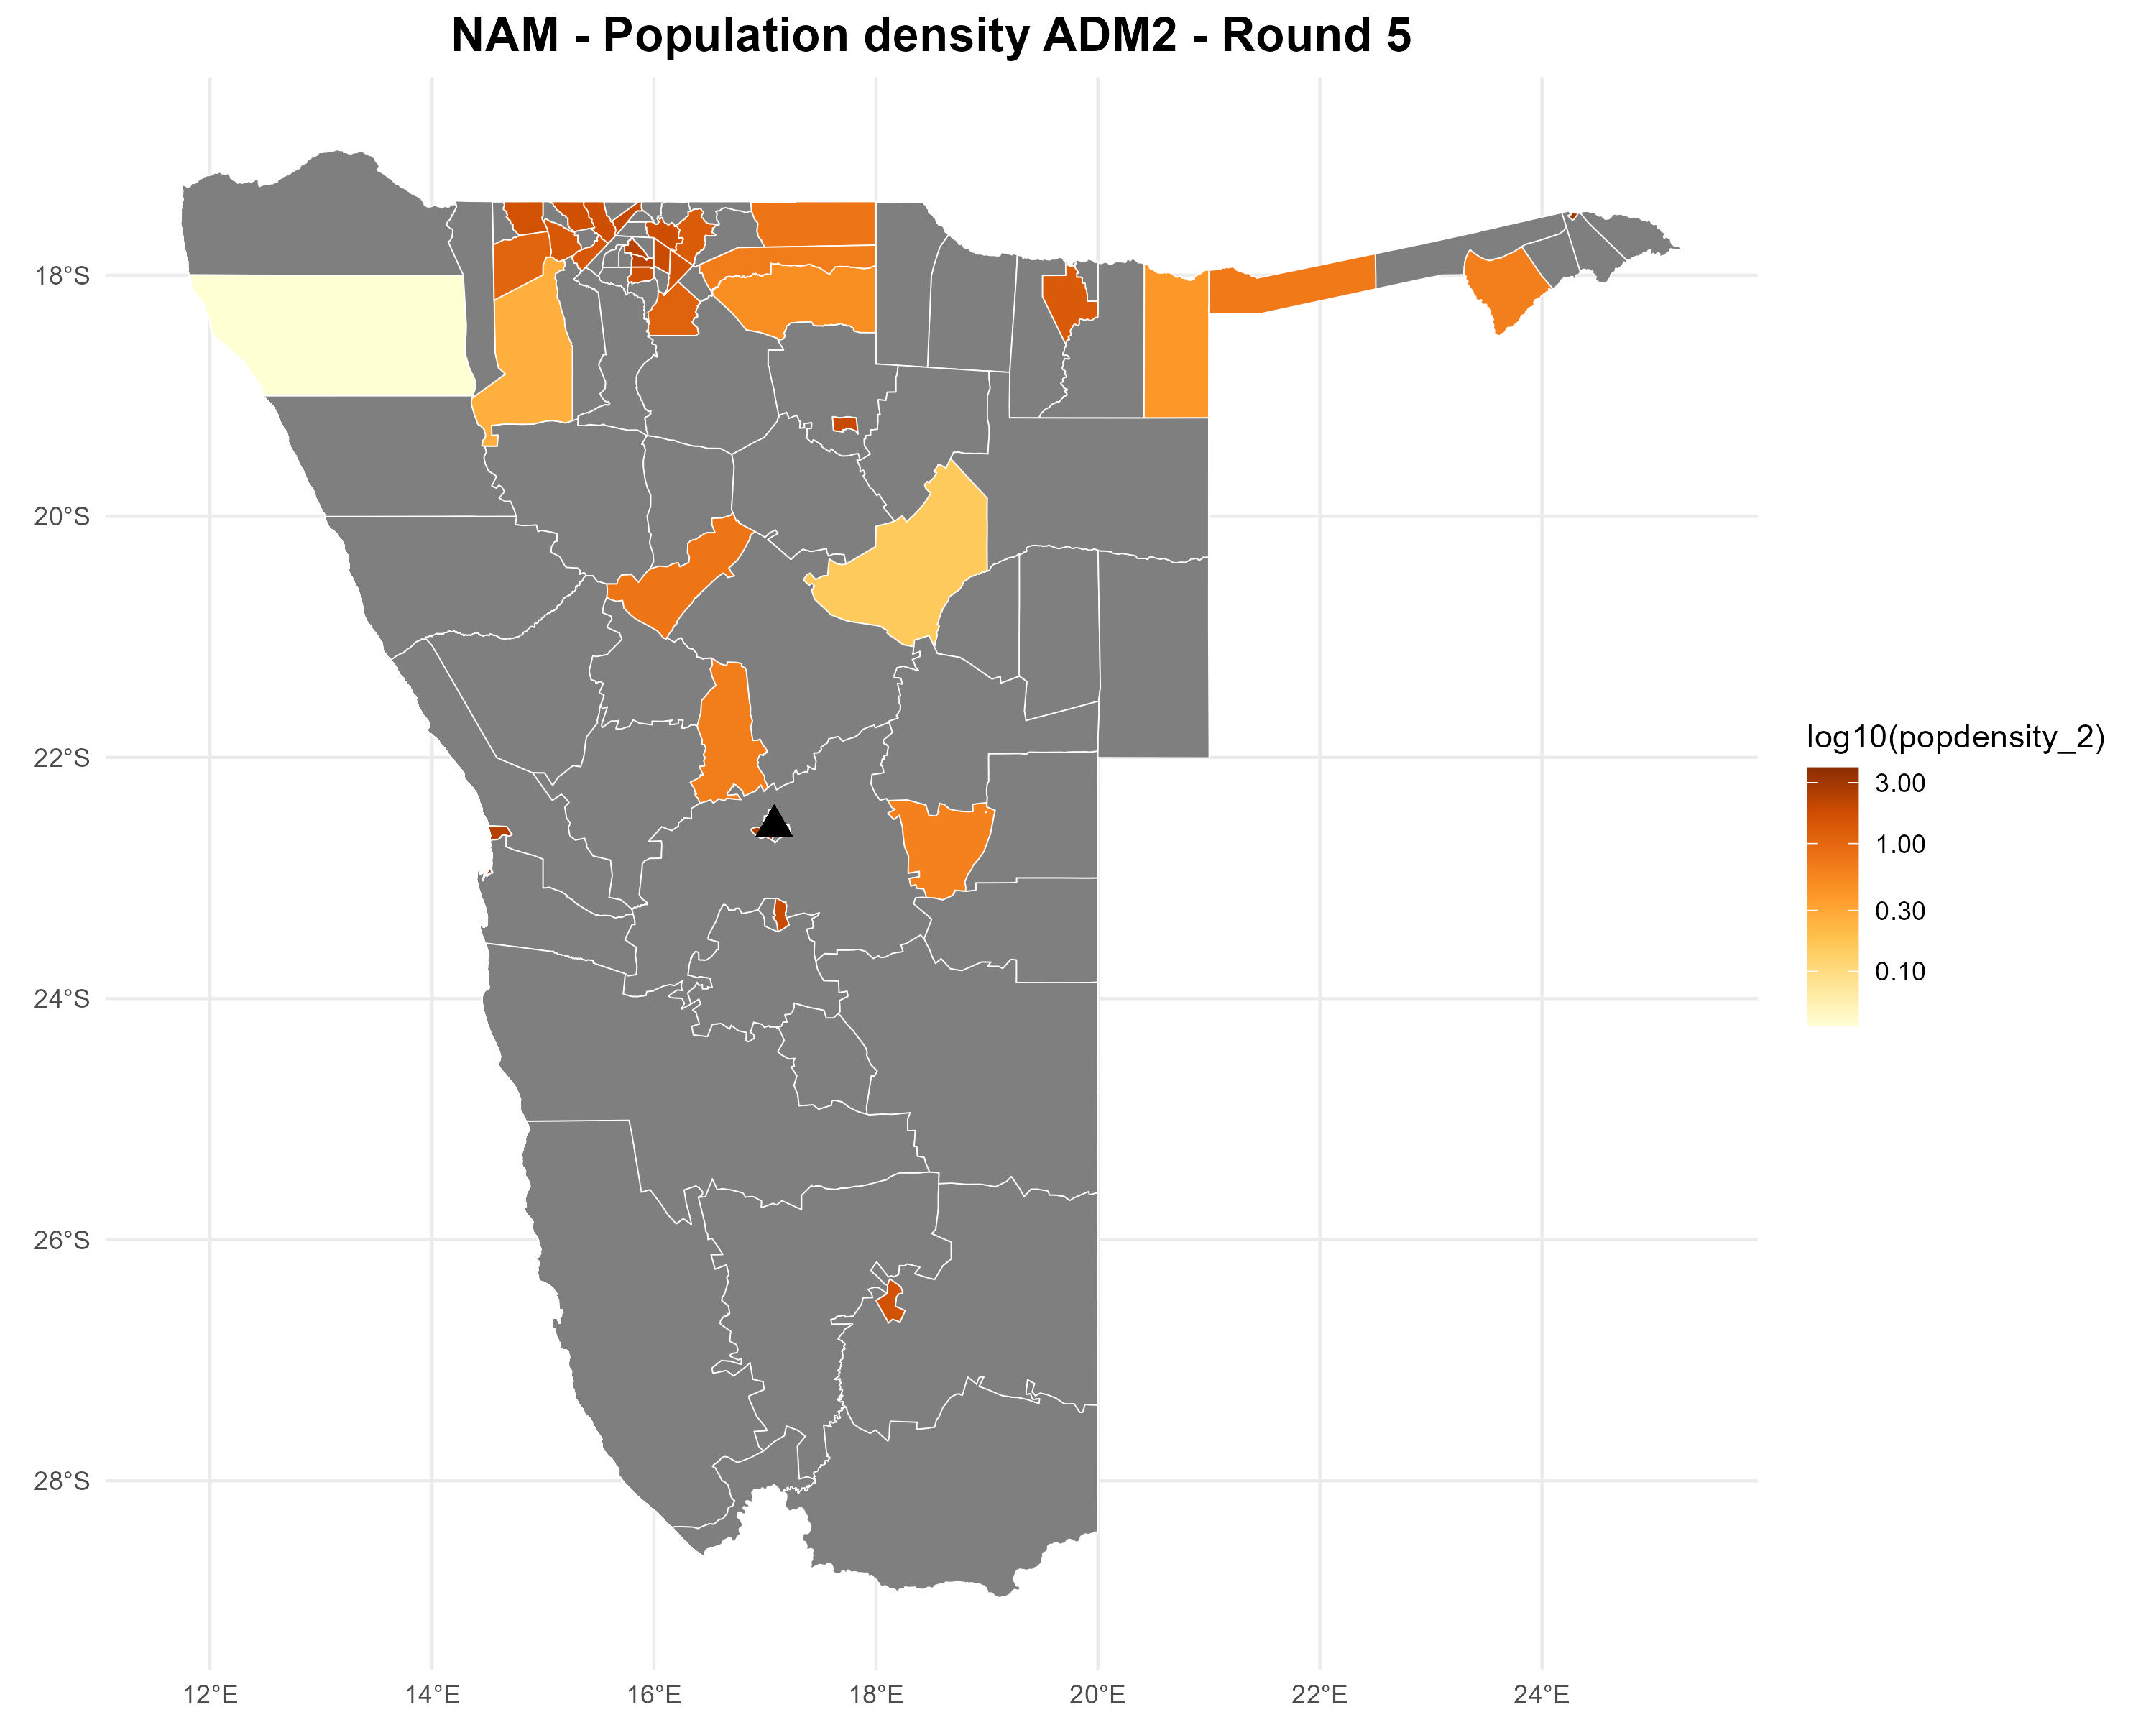 NAM - Population density ADM2 - Round 5
18°S
20°S
22°S
24°S
26°S
28°S
12°E
14°E
16°E
18°E
20°E
22°E
24°E
log10(popdensity_2)
3.00
1.00
0.30
0.10